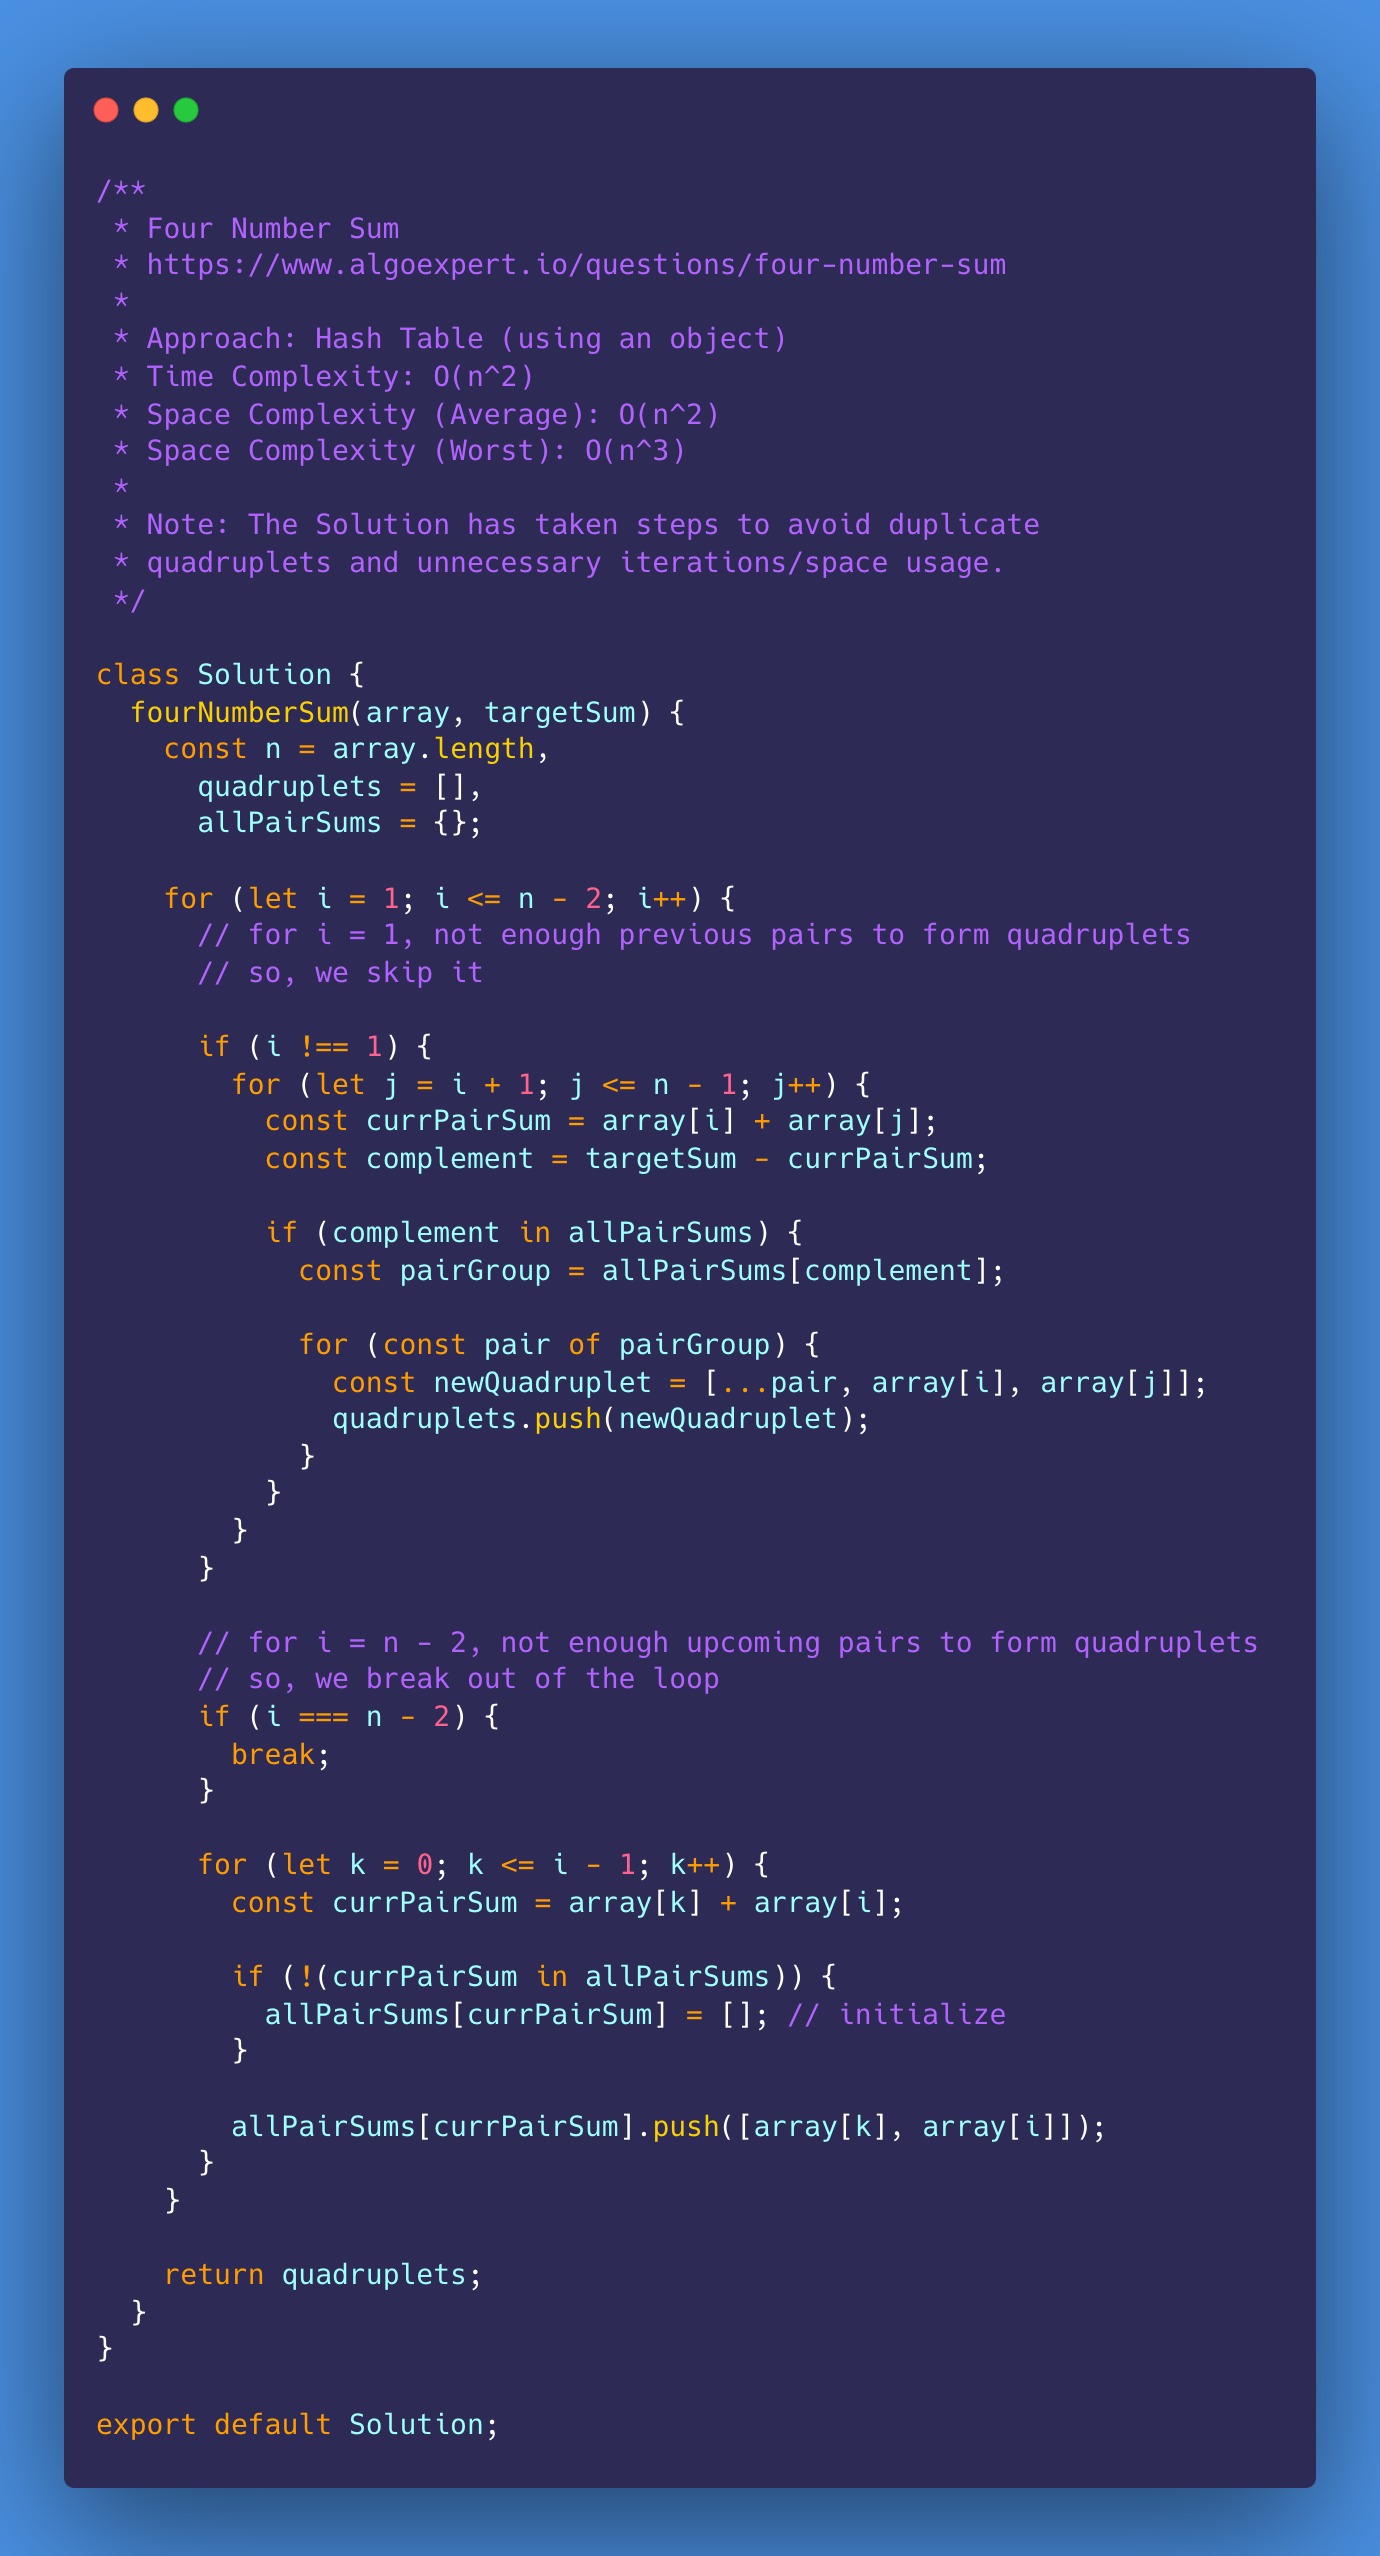 /**
 * Four Number Sum
 * https://www.algoexpert.io/questions/four-number-sum
 *
 * Approach: Hash Table (using an object)
 * Time Complexity: O(n^2)
 * Space Complexity (Average): O(n^2)
 * Space Complexity (Worst): O(n^3)
 *
 * Note: The Solution has taken steps to avoid duplicate
 * quadruplets and unnecessary iterations/space usage.
 */

class Solution {
  fourNumberSum(array, targetSum) {
    const n = array.length,
      quadruplets = [],
      allPairSums = {};

    for (let i = 1; i <= n - 2; i++) {
      // for i = 1, not enough previous pairs to form quadruplets
      // so, we skip it

      if (i !== 1) {
        for (let j = i + 1; j <= n - 1; j++) {
          const currPairSum = array[i] + array[j];
          const complement = targetSum - currPairSum;

          if (complement in allPairSums) {
            const pairGroup = allPairSums[complement];

            for (const pair of pairGroup) {
              const newQuadruplet = [...pair, array[i], array[j]];
              quadruplets.push(newQuadruplet);
            }
          }
        }
      }

      // for i = n - 2, not enough upcoming pairs to form quadruplets
      // so, we break out of the loop
      if (i === n - 2) {
        break;
      }

      for (let k = 0; k <= i - 1; k++) {
        const currPairSum = array[k] + array[i];

        if (!(currPairSum in allPairSums)) {
          allPairSums[currPairSum] = []; // initialize
        }

        allPairSums[currPairSum].push([array[k], array[i]]);
      }
    }

    return quadruplets;
  }
}

export default Solution;